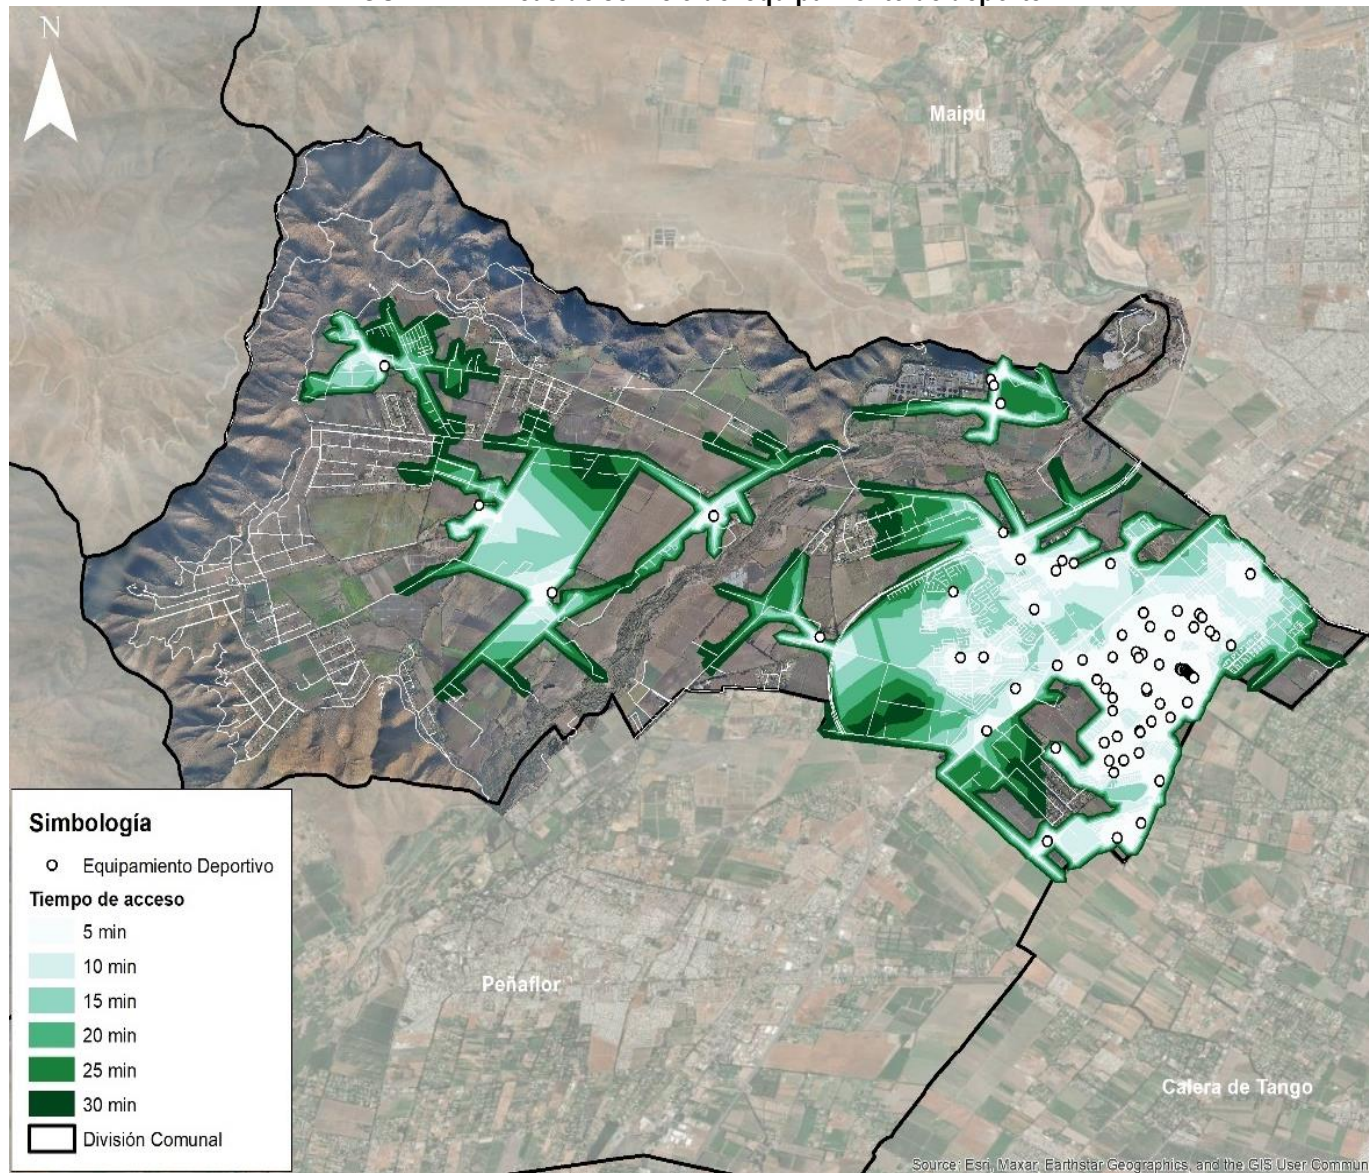 N
Maipú
Peñaflor
Calera de Tango
Simbología
Equipamiento Deportivo
Tiempo de acceso
5 min
10 min
15 min
20 min
25 min
30 min
División Comunal
Source: Esri, Maxar, Earthstar Geographics, and the GIS User Commun